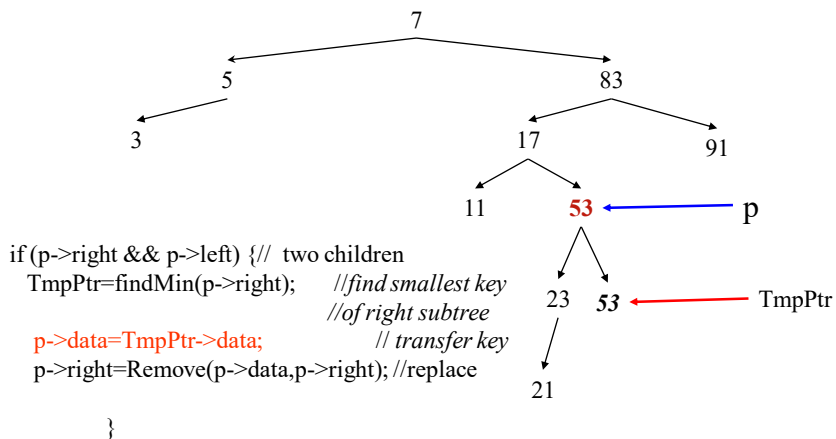 7
5 83
3 17 91
11 53 p
if (p->right && p->left) {// two children
TmpPtr=findMin(p->right); //find smallest key 23 53 TmpPtr
//of right subtree
p->data=TmpPtr->data; // transfer key
p->right=Remove(p->data,p->right); //replace
21
}